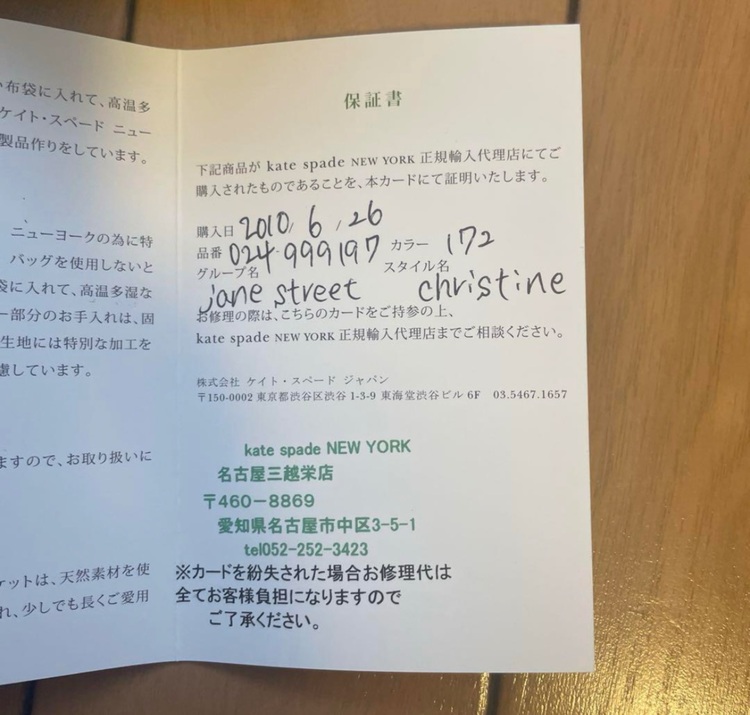 布袋に入れて、高温多
ケイト・スペード ニュー
製品作りをしています。
ニューヨークの為に特
バッグを使用しないと
袋に入れて、高温多湿な
一部分のお手入れは、固
生地には特別な加工を
慮しています。
ますので、お取り扱いに
ケットは、天然素材を使
れ、少しでも長くご愛用
保証書
下記商品が kate spade NEW YORK 正規輸入代理店にてご
購入されたものであることを、本カードにて証明いたします。
購入日 2010/6/26
品番 024-999197 カラー 172
グループ名 スタイル名
jane street christine
お修理の際は、こちらのカードをご持参の上、
kate spade NEW YORK 正規輸入代理店までご相談ください。
株式会社 ケイト・スペード ジャパン
〒150-0002 東京都渋谷区渋谷 1-3-9 東海堂渋谷ビル 6F 03.5467.1657
kate spade NEW YORK
名古屋三越栄店
〒460-8869
愛知県名古屋市中区3-5-1
tel052-252-3423
※カードを紛失された場合お修理代は
全てお客様負担になりますので
ご了承ください。